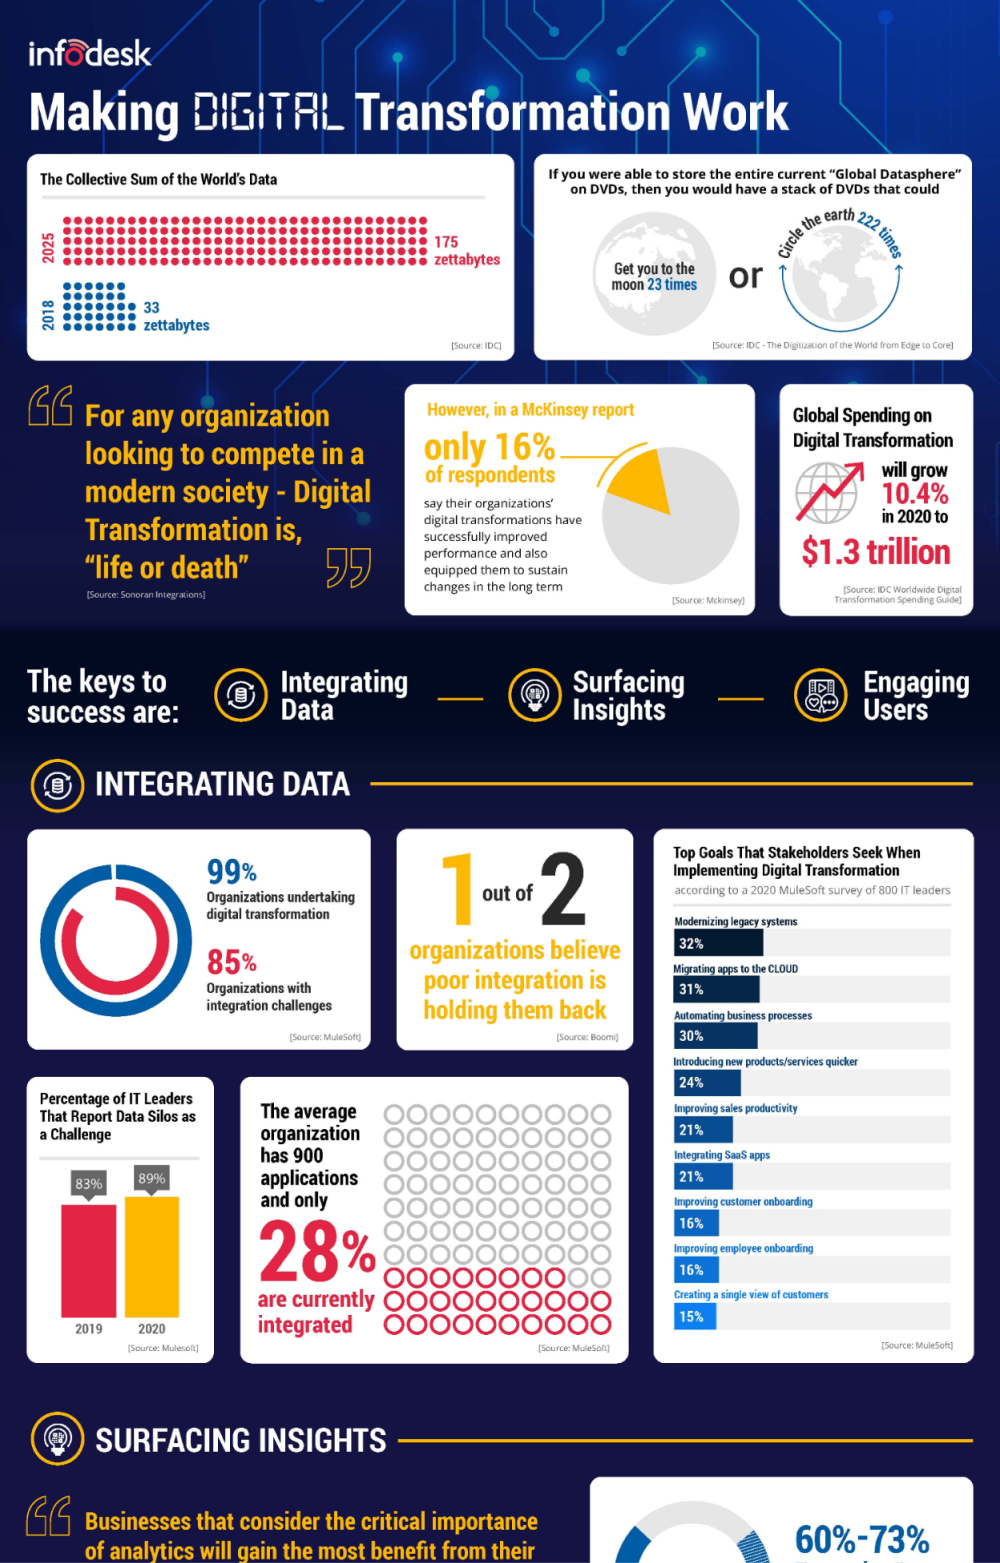 infodesk
Making DIGITAL Transformation Work
The Collective Sum of the World's Data
2025
175
zettabytes
2018
33
zettabytes
[Source: IDC]
If you were able to store the entire current "Global Datasphere"
on DVDs, then you would have a stack of DVDs that could
Get you to the
moon 23 times
or
Circle the earth 222 times
[Source: IDC - The Digitization of the World from Edge to Core]
For any organization
looking to compete in a
modern society - Digital
Transformation is,
"life or death"
[Source: Sonoran Integrations]
However, in a McKinsey report
only 16%
of respondents
say their organizations'
digital transformations have
successfully improved
performance and also
equipped them to sustain
changes in the long term
[Source: Mckinsey]
Global Spending on
Digital Transformation
will grow
10.4%
in 2020 to
$1.3 trillion
[Source: IDC Worldwide Digital
Transformation Spending Guide]
The keys to
success are:
Integrating
Data
Surfacing
Insights
Engaging
Users
INTEGRATING DATA
99%
Organizations undertaking
digital transformation
85%
Organizations with
integration challenges
[Source: MuleSoft]
1 out of 2
organizations believe
poor integration is
holding them back
[Source: Boomi]
Top Goals That Stakeholders Seek When
Implementing Digital Transformation
according to a 2020 MuleSoft survey of 800 IT leaders
Modernizing legacy systems
32%
Migrating apps to the CLOUD
31%
Automating business processes
30%
Introducing new products/services quicker
24%
Improving sales productivity
21%
Integrating SaaS apps
21%
Improving customer onboarding
16%
Improving employee onboarding
16%
Creating a single view of customers
15%
[Source: MuleSoft]
Percentage of IT Leaders
That Report Data Silos as
a Challenge
83%
89%
2019
2020
[Source: Mulesoft]
The average
organization
has 900
applications
and only
28%
are currently
integrated
[Source: MuleSoft]
SURFACING INSIGHTS
Businesses that consider the critical importance
of analytics will gain the most benefit from their
60%-73%